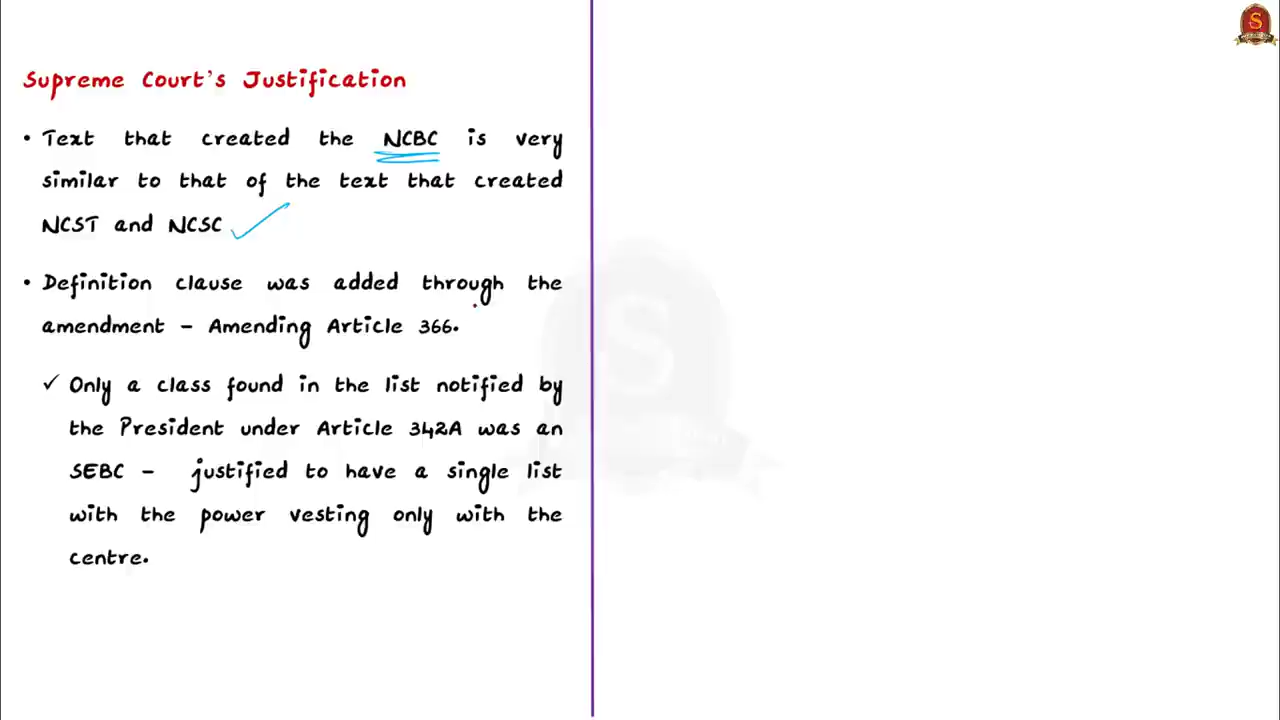 Supreme Court's Justification
• Text that created the NCBC is very
similar to that of the text that created
NCST and NCSC
• Definition clause was added through the
amendment – Amending Article 366.
✓ Only a class found in the list notified by
the President under Article 342A was an
SEBC – justified to have a single list
with the power vesting only with the
centre.
S